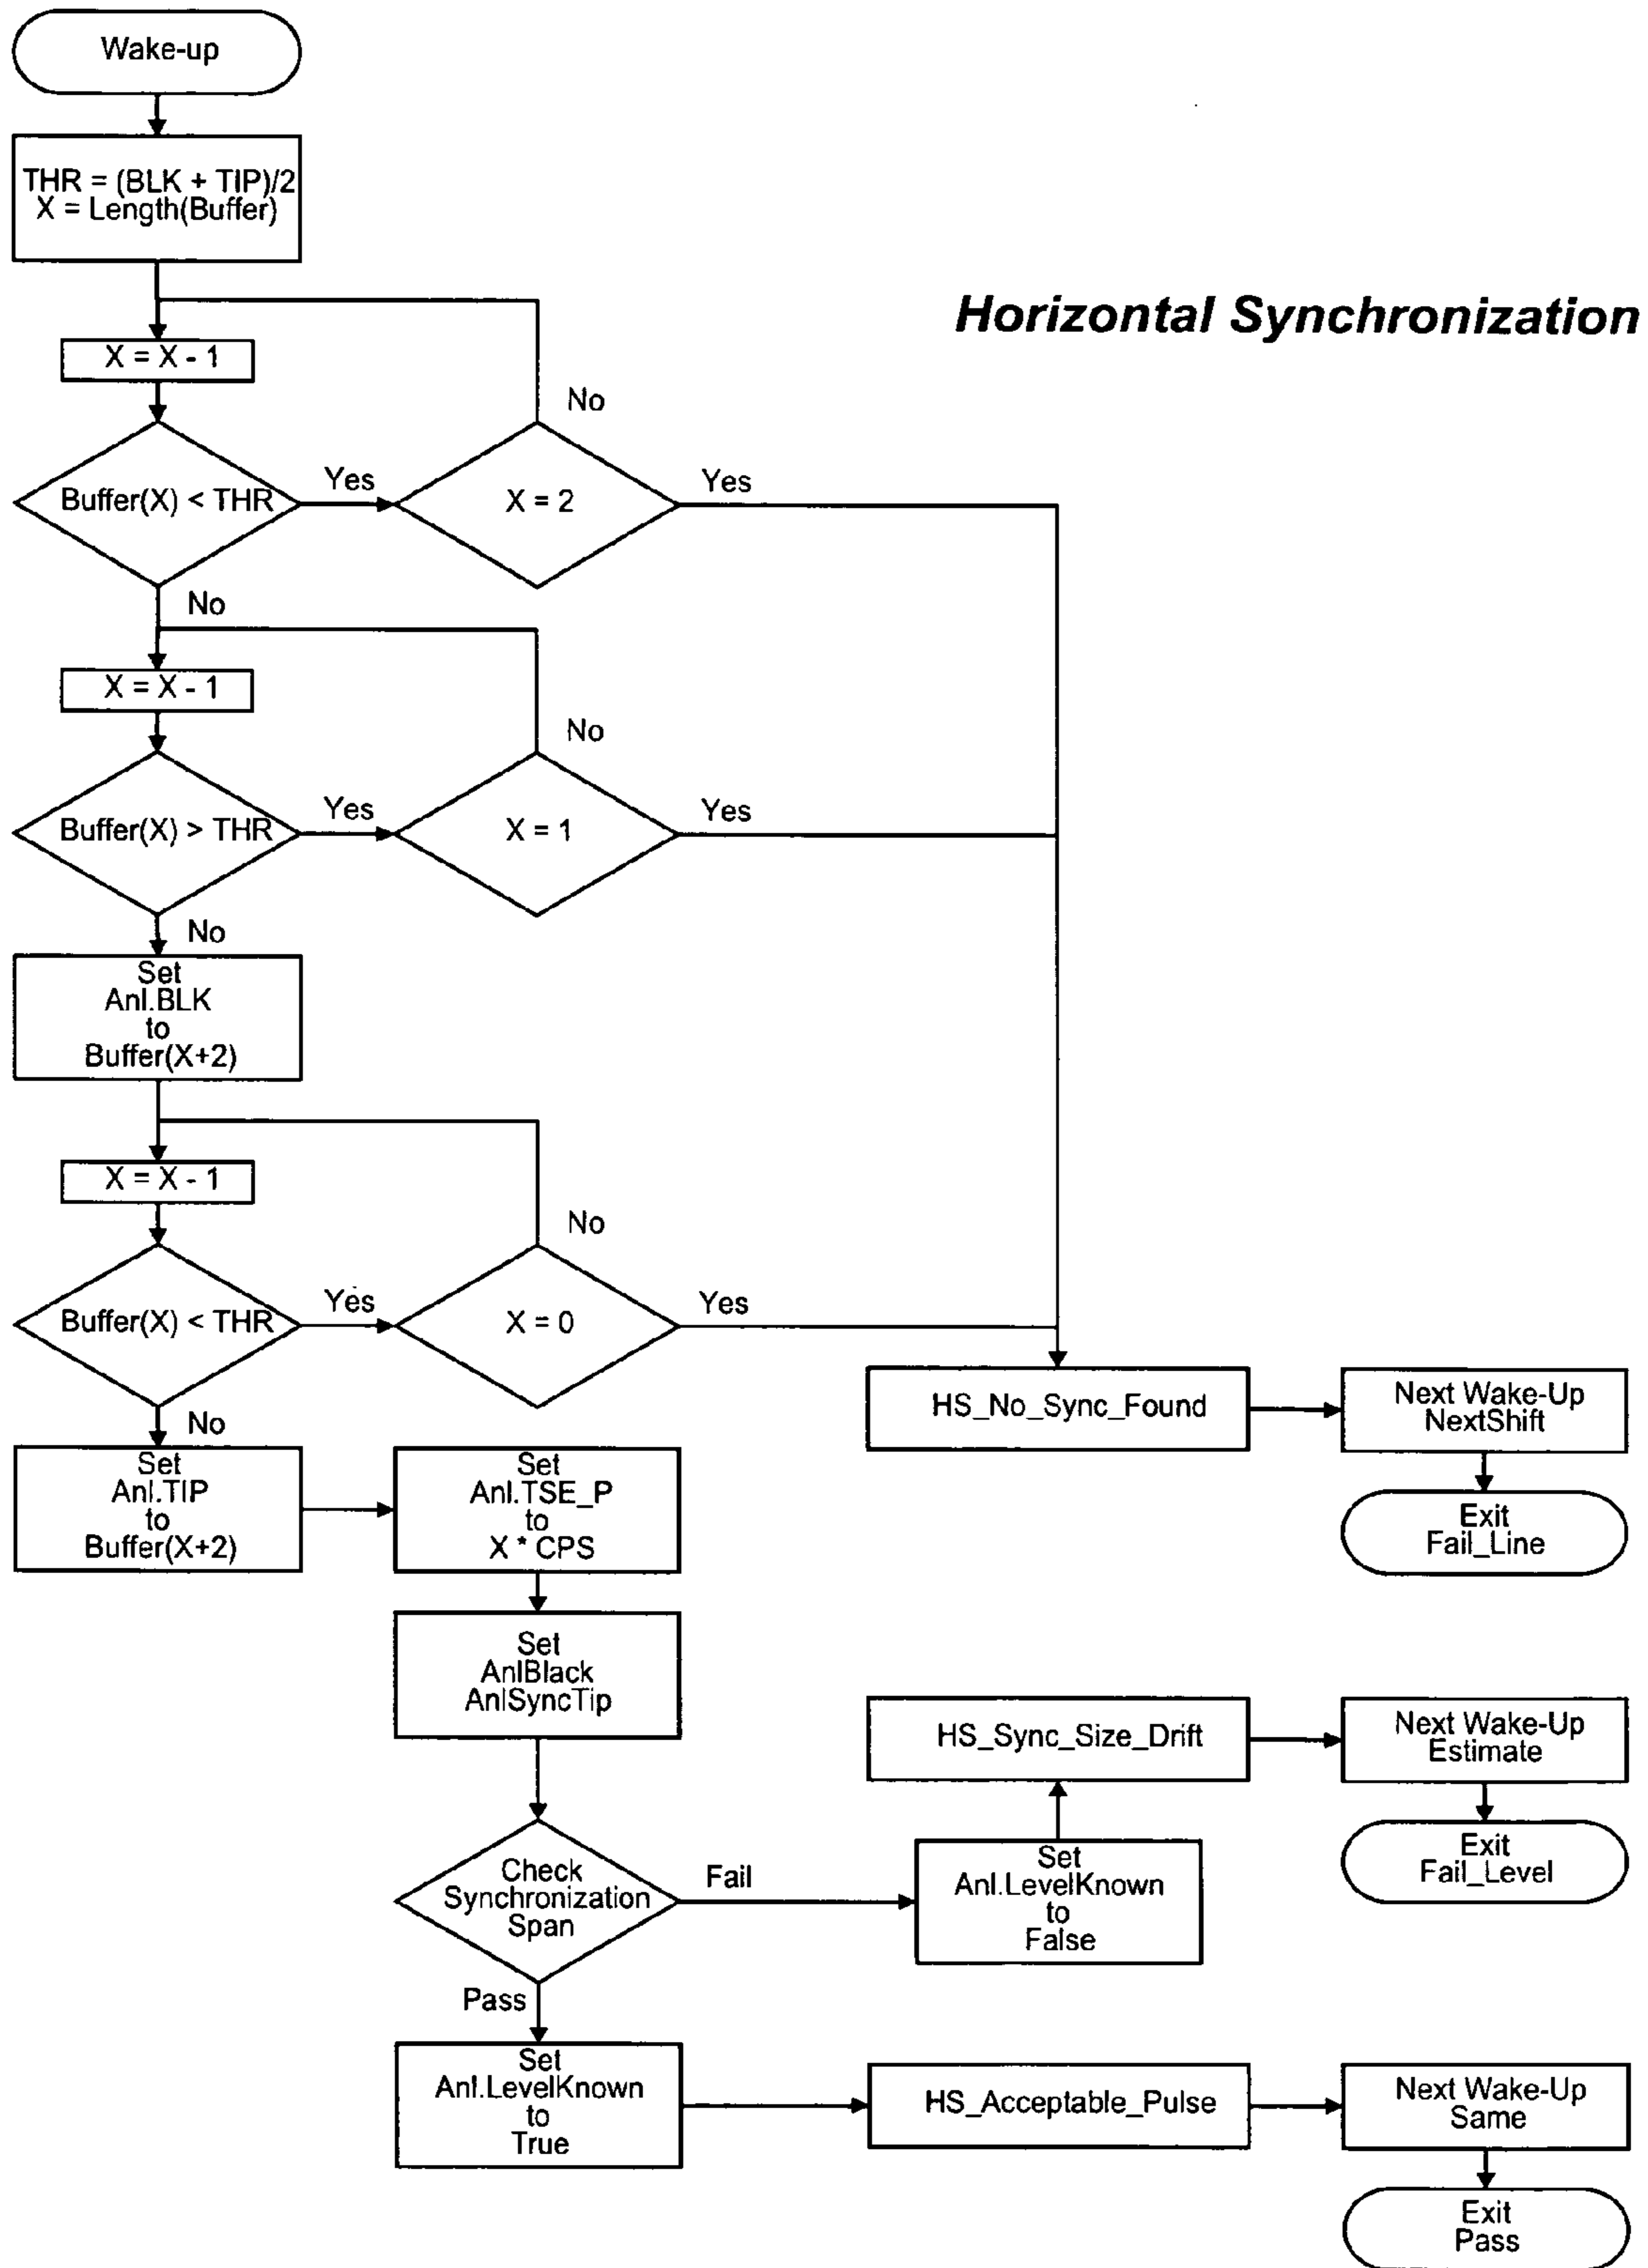 Wake-up
THR = (BLK + TIP)/2
X = Length(Buffer)
Horizontal Synchronization
X = X - 1
No
Buffer(X) < THR
Yes
X = 2
Yes
No
X = X - 1
No
Buffer(X) > THR
Yes
X = 1
Yes
No
Set
Anl.BLK
to
Buffer(X+2)
X = X - 1
No
Buffer(X) < THR
Yes
X = 0
Yes
HS_No_Sync_Found
Next Wake-Up
NextShift
No
Set
Anl.TIP
to
Buffer(X+2)
Set
Anl.TSE_P
to
X * CPS
Exit
Fail_Line
Set
AnlBlack
AnlSyncTip
HS_Sync_Size_Drift
Next Wake-Up
Estimate
Check
Synchronization
Span
Fail
Set
Anl.LevelKnown
to
False
Exit
Fail_Level
Pass
Set
Anl.LevelKnown
to
True
HS_Acceptable_Pulse
Next Wake-Up
Same
Exit
Pass